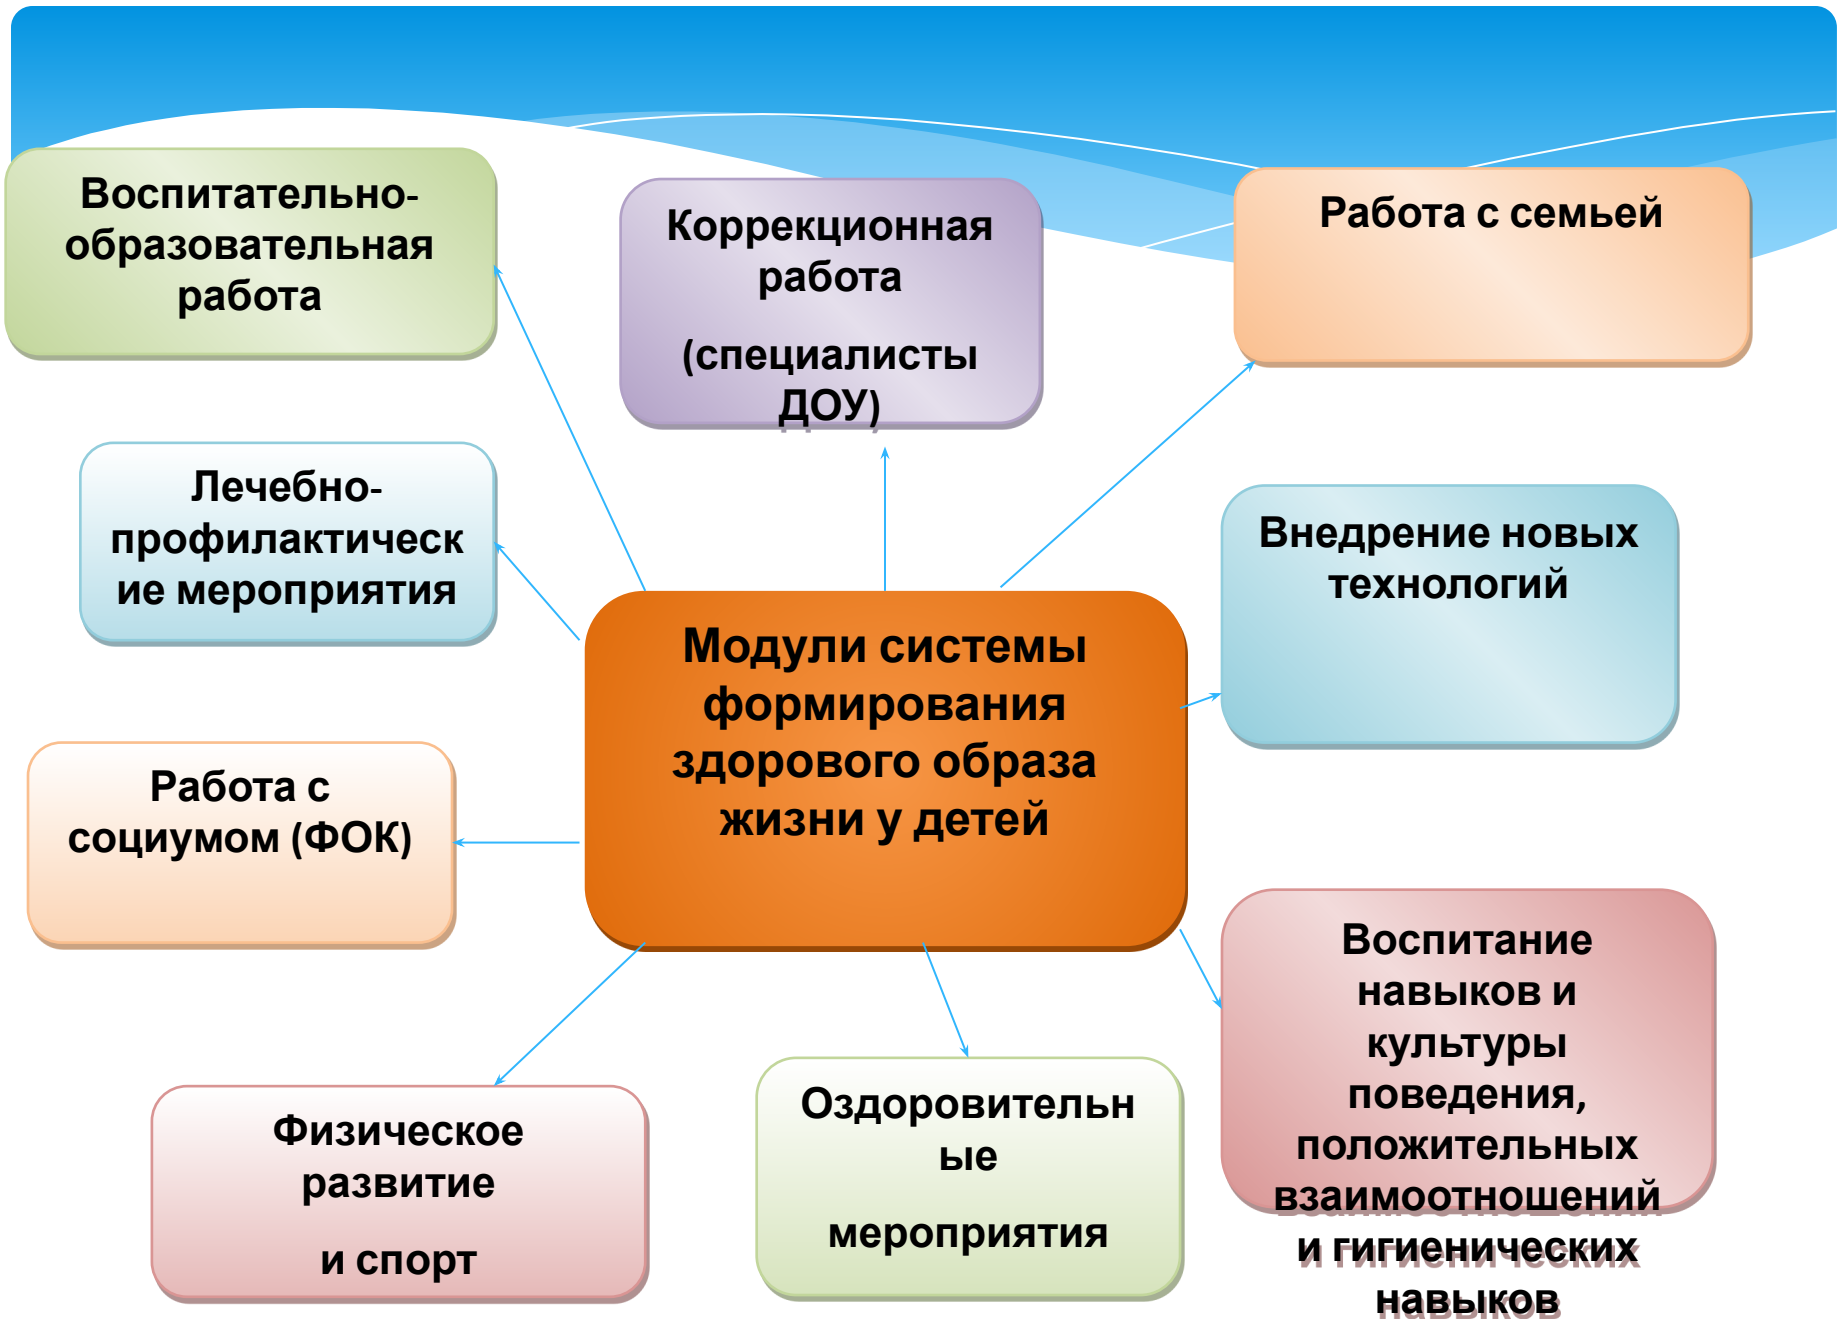 Воспитательно-
образовательная
работа
Коррекционная
работа
(специалисты
ДОУ)
Работа с семьей
Лечебно-
профилактическ
ие мероприятия
Внедрение новых
технологий
Модули системы
формирования
здорового образа
жизни у детей
Работа с
социумом (ФОК)
Воспитание
навыков и
культуры
поведения,
положительных
взаимоотношений
и гигиенических
навыков
Физическое
развитие
и спорт
Оздоровительн
ые
мероприятия